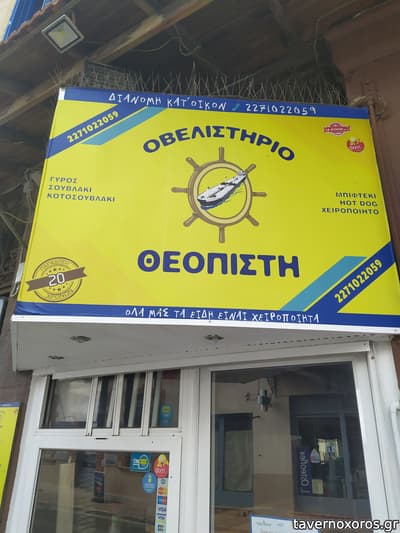 ΔΙΑΝΟΜΗ ΚΑΤ' ΟΙΚΟΝ 2271022059
2271022059
ΟΒΕΛΙΣΤΗΡΙΟ
ΓΥΡΟΣ
ΣΟΥΒΛΑΚΙ
ΚΟΤΟΣΟΥΒΛΑΚΙ
ΜΠΙΦΤΕΚΙ
HOT DOG
ΧΕΙΡΟΠΟΙΗΤΟ
ΘΕΟΠΙΣΤΗ
20
2271022059
ΟΛΑ ΜΑΣ ΤΑ ΕΙΔΗ ΕΙΝΑΙ ΧΕΙΡΟΠΟΙΗΤΑ
tavernoxoros.gr